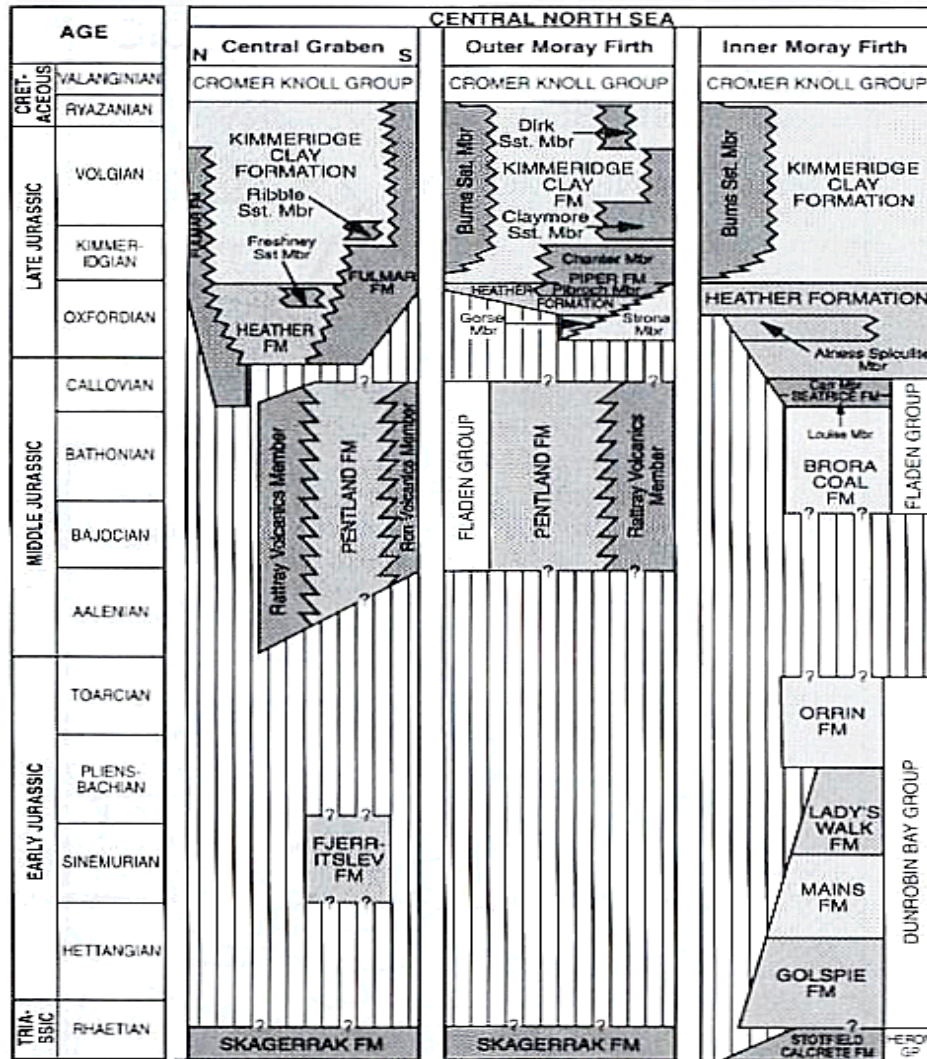 CENTRAL NORTH SEA
AGE
N
Central Graben
S
Outer Moray Firth
Inner Moray Firth
CRET-
ACEOUS
VALANGINIAN
RYAZANIAN
LATE JURASSIC
VOLGIAN
KIMMER-
IDGIAN
OXFORDIAN
MIDDLE JURASSIC
CALLOVIAN
BATHONIAN
BAJOCIAN
AALENIAN
EARLY JURASSIC
TOARCIAN
PLIENS-
BACHIAN
SINEMURIAN
HETTANGIAN
TRIA-
SSIC
RHAETIAN
CROMER KNOLL GROUP
KIMMERIDGE
CLAY
FORMATION
Ribble
Sst. Mbr
Freshney
Sst Mbr
FULMAR FM
FULMAR
FM
HEATHER
FM
?
Rattray Volcanics Member
PENTLAND FM
?
Ron Volcanics Member
?
?
FJERR-
ITSLEV
FM
?
?
?
SKAGERRAK FM
CROMER KNOLL GROUP
Burns Sst. Mbr
Dirk
Sst. Mbr
KIMMERIDGE
CLAY
FM
Claymore
Sst. Mbr
Chanter Mbr
PIPER FM
Pibroch Mbr
HEATHER
FORMATION
Gorse
Mbr
Strona
Mbr
?
?
FLADEN GROUP
PENTLAND FM
Rattray Volcanics
Member
?
?
?
SKAGERRAK FM
CROMER KNOLL GROUP
Burns Sst. Mbr
KIMMERIDGE
CLAY
FORMATION
HEATHER FORMATION
Alness Spiculite
Mbr
Carr Mbr
BEATRICE FM
Louise Mbr
BRORA
COAL
FM
FLADEN GROUP
?
?
?
?
ORRIN
FM
LADY'S
WALK
FM
MAINS
FM
GOLSPIE
FM
DUNROBIN BAY GROUP
?
?
STOTFIELD
CALCRETE FM